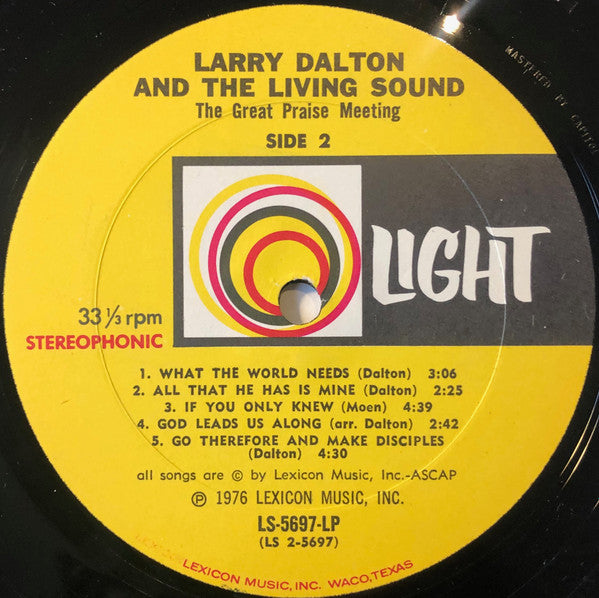 LARRY DALTON
AND THE LIVING SOUND
The Great Praise Meeting
SIDE 2
LIGHT
33 1/3 rpm
STEREOPHONIC
1. WHAT THE WORLD NEEDS (Dalton) 3:06
2. ALL THAT HE HAS IS MINE (Dalton) 2:25
3. IF YOU ONLY KNEW (Moen) 4:39
4. GOD LEADS US ALONG (arr. Dalton) 2:42
5. GO THEREFORE AND MAKE DISCIPLES
(Dalton) 4:30
all songs are © by Lexicon Music, Inc.-ASCAP
℗ 1976 LEXICON MUSIC, INC.
LS-5697-LP
(LS 2-5697)
LEXICON MUSIC, INC. WACO, TEXAS
MASTERED BY CAPITOL